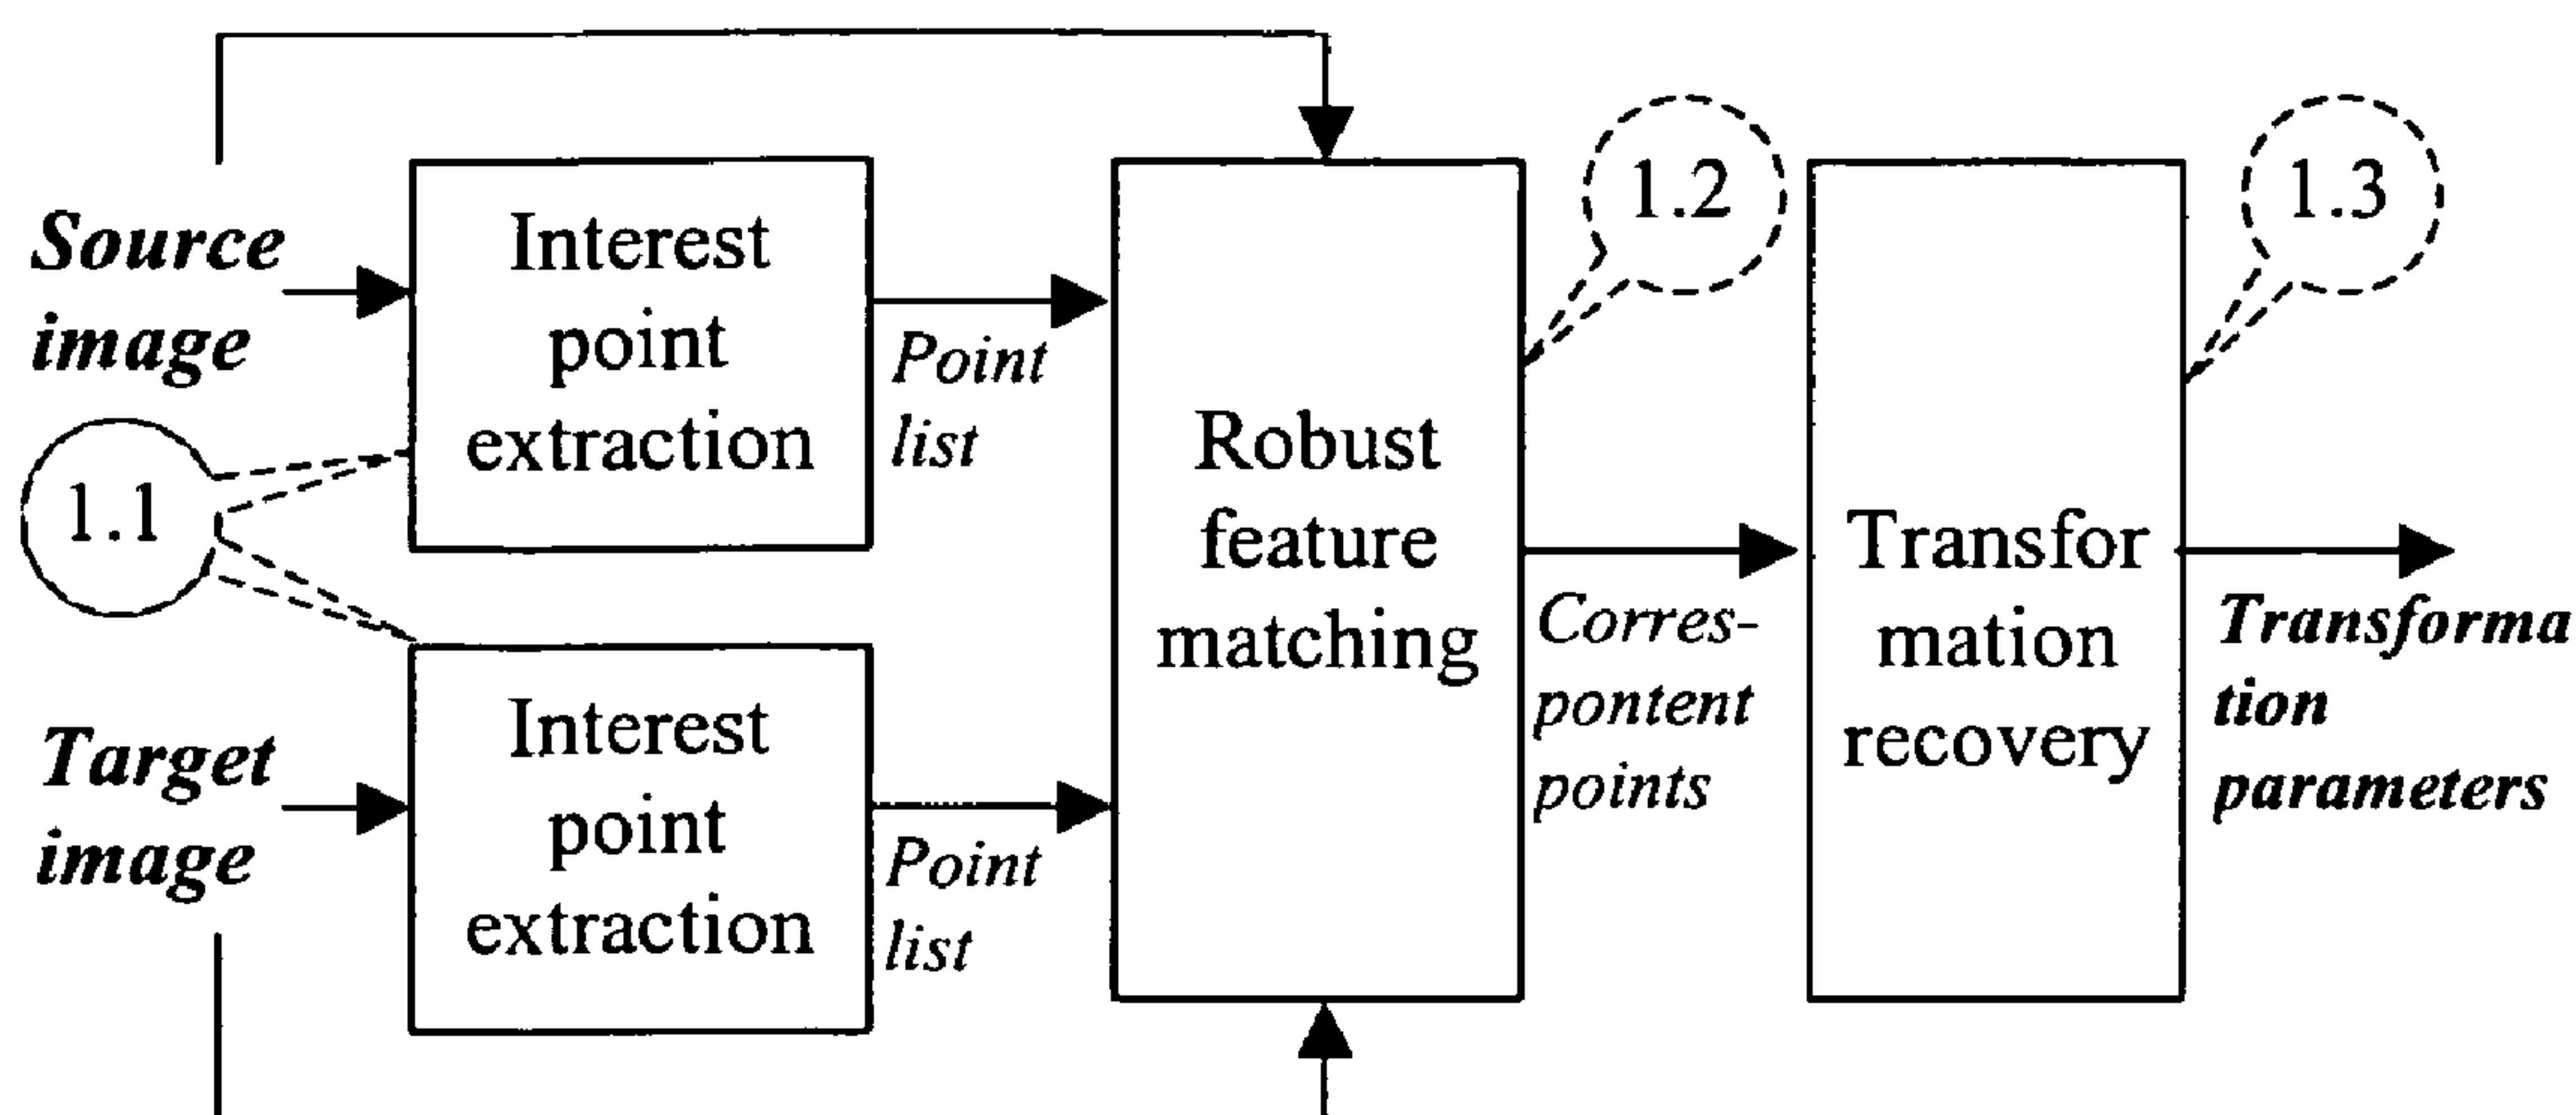 Source
image
1.1
Target
image
Interest
point
extraction
Point
list
Interest
point
extraction
Point
list
Robust
feature
matching
1.2
Corres-
pontent
points
Transfor
mation
recovery
1.3
Transforma
tion
parameters